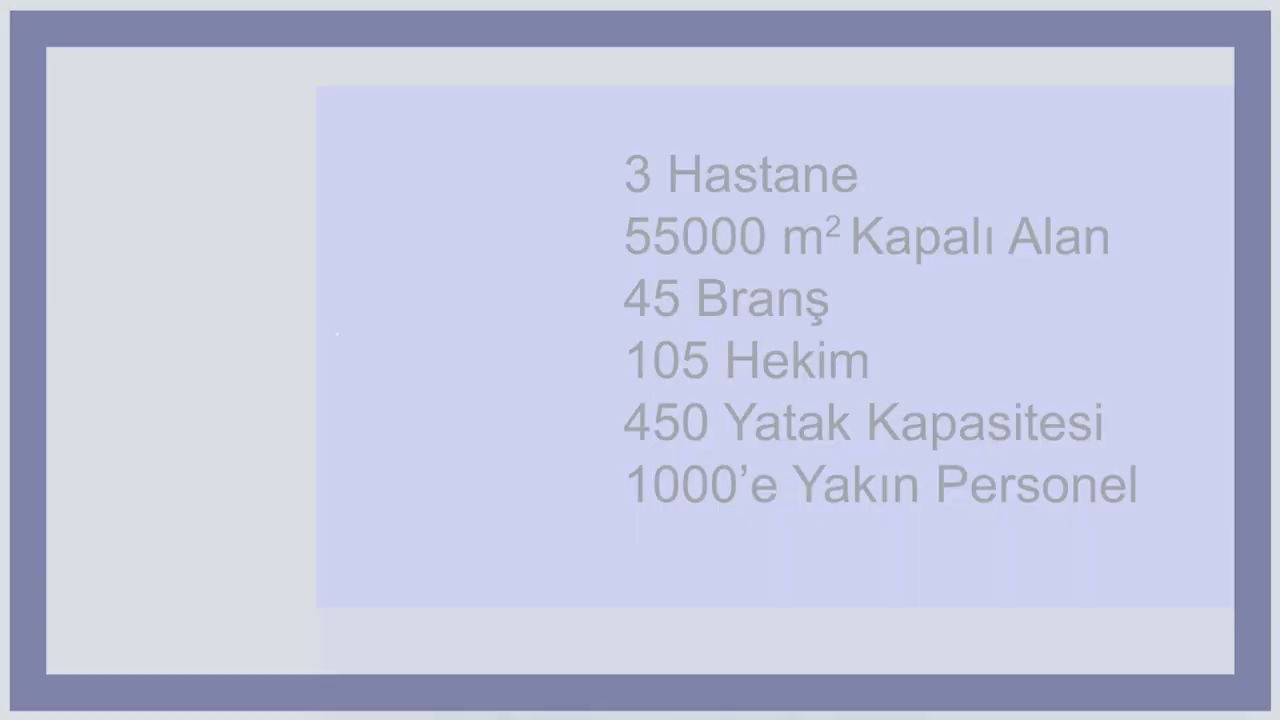 3 Hastane
55000 m² Kapalı Alan
45 Branş
105 Hekim
450 Yatak Kapasitesi
1000’e Yakın Personel